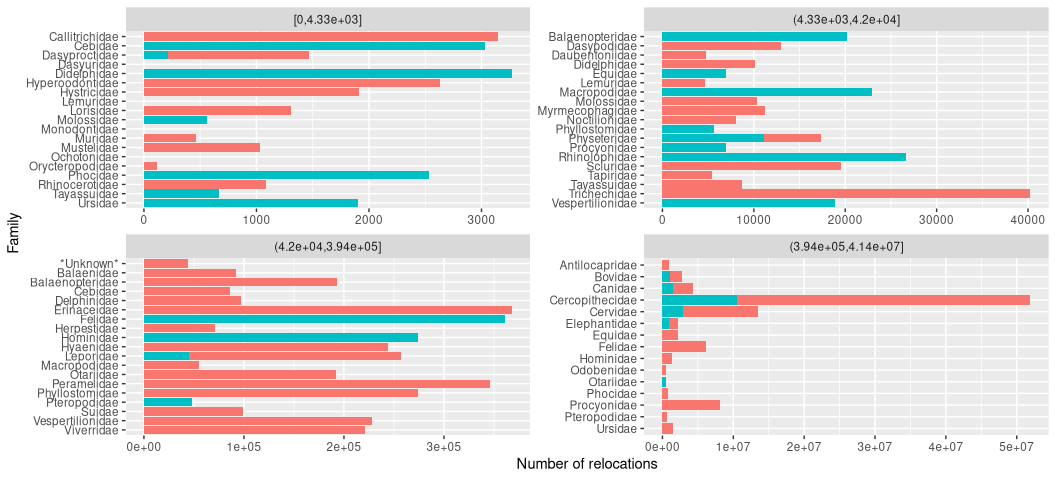 [0,4.33e+03]
Callitrichidae
Cebidae
Dasyproctidae
Dasyuridae
Didelphidae
Hyperoodontidae
Hystricidae
Lemuridae
Lorisidae
Molossidae
Monodontidae
Muridae
Mustelidae
Ochotonidae
Orycteropodidae
Phocidae
Rhinocerotidae
Tayassuidae
Ursidae
0 1000 2000 3000
(4.33e+03,4.2e+04]
Balaenopteridae
Dasypodidae
Daubentoniidae
Didelphidae
Equidae
Lemuridae
Macropodidae
Molossidae
Myrmecophagidae
Noctilionidae
Phyllostomidae
Physeteridae
Procyonidae
Rhinolophidae
Sciuridae
Tapiridae
Tayassuidae
Trichechidae
Vespertilionidae
0 10000 20000 30000 40000
Family
(4.2e+04,3.94e+05]
*Unknown*
Balaenidae
Balaenopteridae
Cebidae
Delphinidae
Erinaceidae
Felidae
Herpestidae
Hominidae
Hyaenidae
Leporidae
Macropodidae
Otariidae
Peramelidae
Phyllostomidae
Pteropodidae
Suidae
Vespertilionidae
Viverridae
0e+00 1e+05 2e+05 3e+05
(3.94e+05,4.14e+07]
Antilocapridae
Bovidae
Canidae
Cercopithecidae
Cervidae
Elephantidae
Equidae
Felidae
Hominidae
Odobenidae
Otariidae
Phocidae
Procyonidae
Pteropodidae
Ursidae
0e+00 1e+07 2e+07 3e+07 4e+07 5e+07
Number of relocations